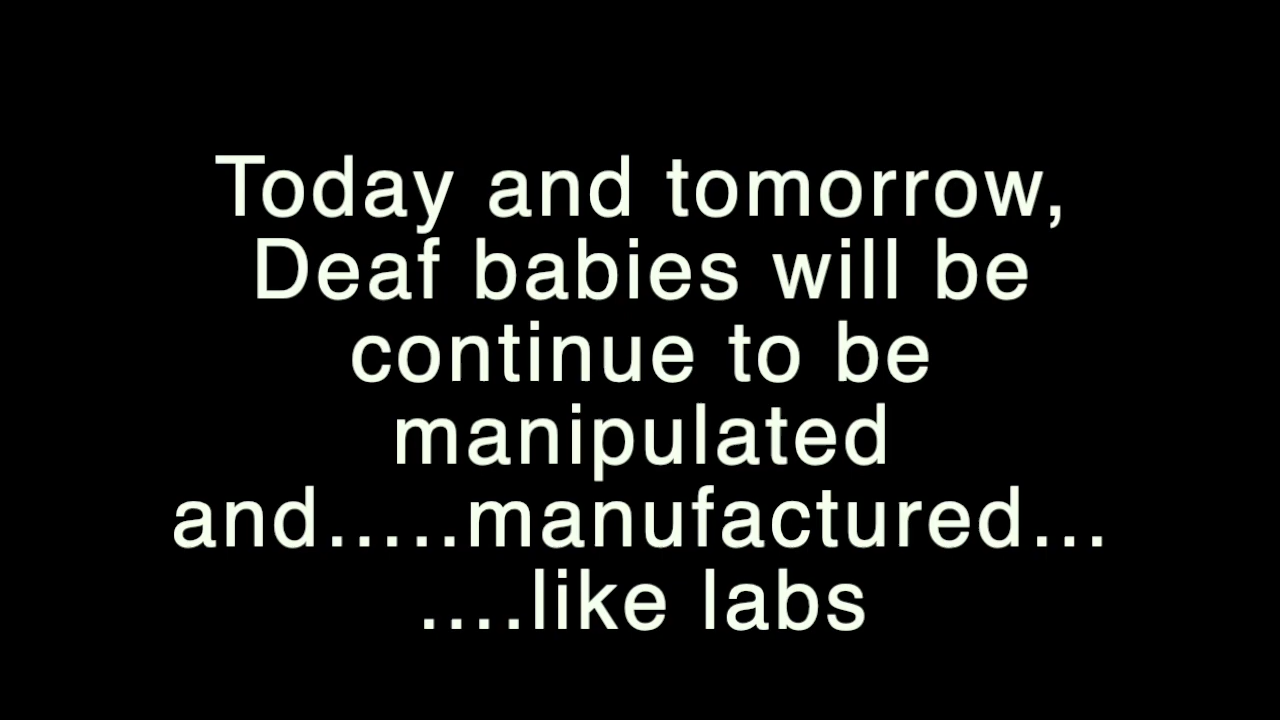 Today and tomorrow,
Deaf babies will be
continue to be
manipulated
and.....manufactured...
....like labs